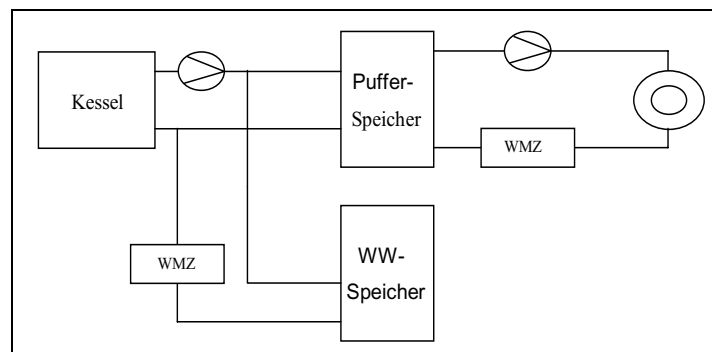 Kessel
Puffer-
Speicher
WMZ
WMZ
WW-
Speicher